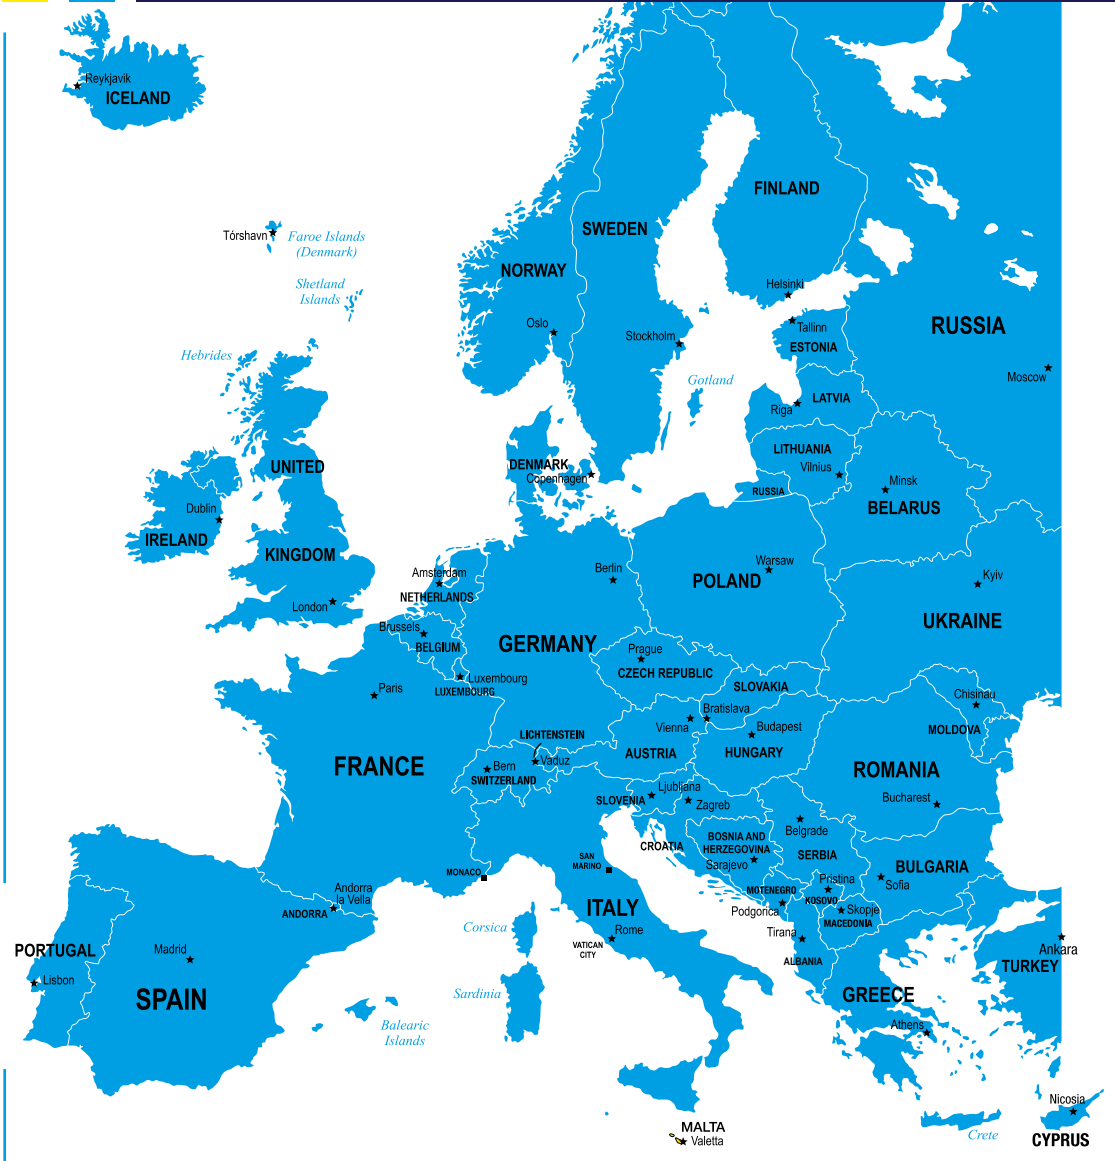 Reykjavik
ICELAND
FINLAND
SWEDEN
Tórshavn
Faroe Islands
(Denmark)
NORWAY
Shetland
Islands
Helsinki
Oslo
Tallinn
RUSSIA
Stockholm
ESTONIA
Hebrides
Moscow
Gotland
LATVIA
Riga
LITHUANIA
UNITED
DENMARK
Vilnius
Copenhagen
Minsk
RUSSIA
Dublin
BELARUS
IRELAND
KINGDOM
Warsaw
Amsterdam
Berlin
POLAND
Kyiv
NETHERLANDS
London
UKRAINE
Brussels
GERMANY
BELGIUM
Prague
CZECH REPUBLIC
Luxembourg
LUXEMBOURG
SLOVAKIA
Paris
Chisinau
Bratislava
Vienna
Budapest
MOLDOVA
LICHTENSTEIN
AUSTRIA
HUNGARY
Vaduz
Bern
FRANCE
SWITZERLAND
ROMANIA
Ljubljana
SLOVENIA
Zagreb
Bucharest
Belgrade
BOSNIA AND
HERZEGOVINA
CROATIA
SERBIA
SAN
MARINO
Sarajevo
BULGARIA
MONACO
Pristina
Sofia
Andorra
la Vella
MOTENEGRO
KOSOVO
ANDORRA
ITALY
Podgorica
Skopje
MACEDONIA
Corsica
Rome
Tirana
VATICAN
CITY
PORTUGAL
Madrid
Ankara
ALBANIA
TURKEY
Lisbon
SPAIN
Sardinia
GREECE
Balearic
Islands
Athens
Nicosia
MALTA
Valetta
Crete
CYPRUS